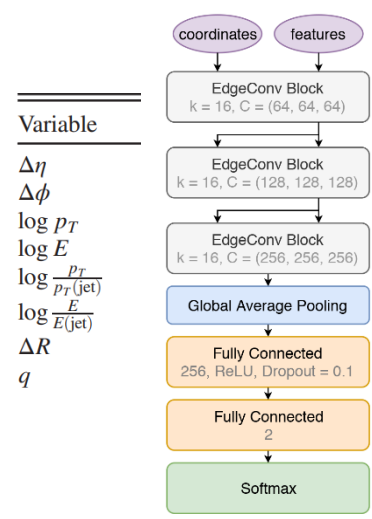 Variable
Δη
Δϕ
log p_T
log E
log p_T / p_T(jet)
log E / E(jet)
ΔR
q
coordinates features
EdgeConv Block
k = 16, C = (64, 64, 64)
EdgeConv Block
k = 16, C = (128, 128, 128)
EdgeConv Block
k = 16, C = (256, 256, 256)
Global Average Pooling
Fully Connected
256, ReLU, Dropout = 0.1
Fully Connected
2
Softmax